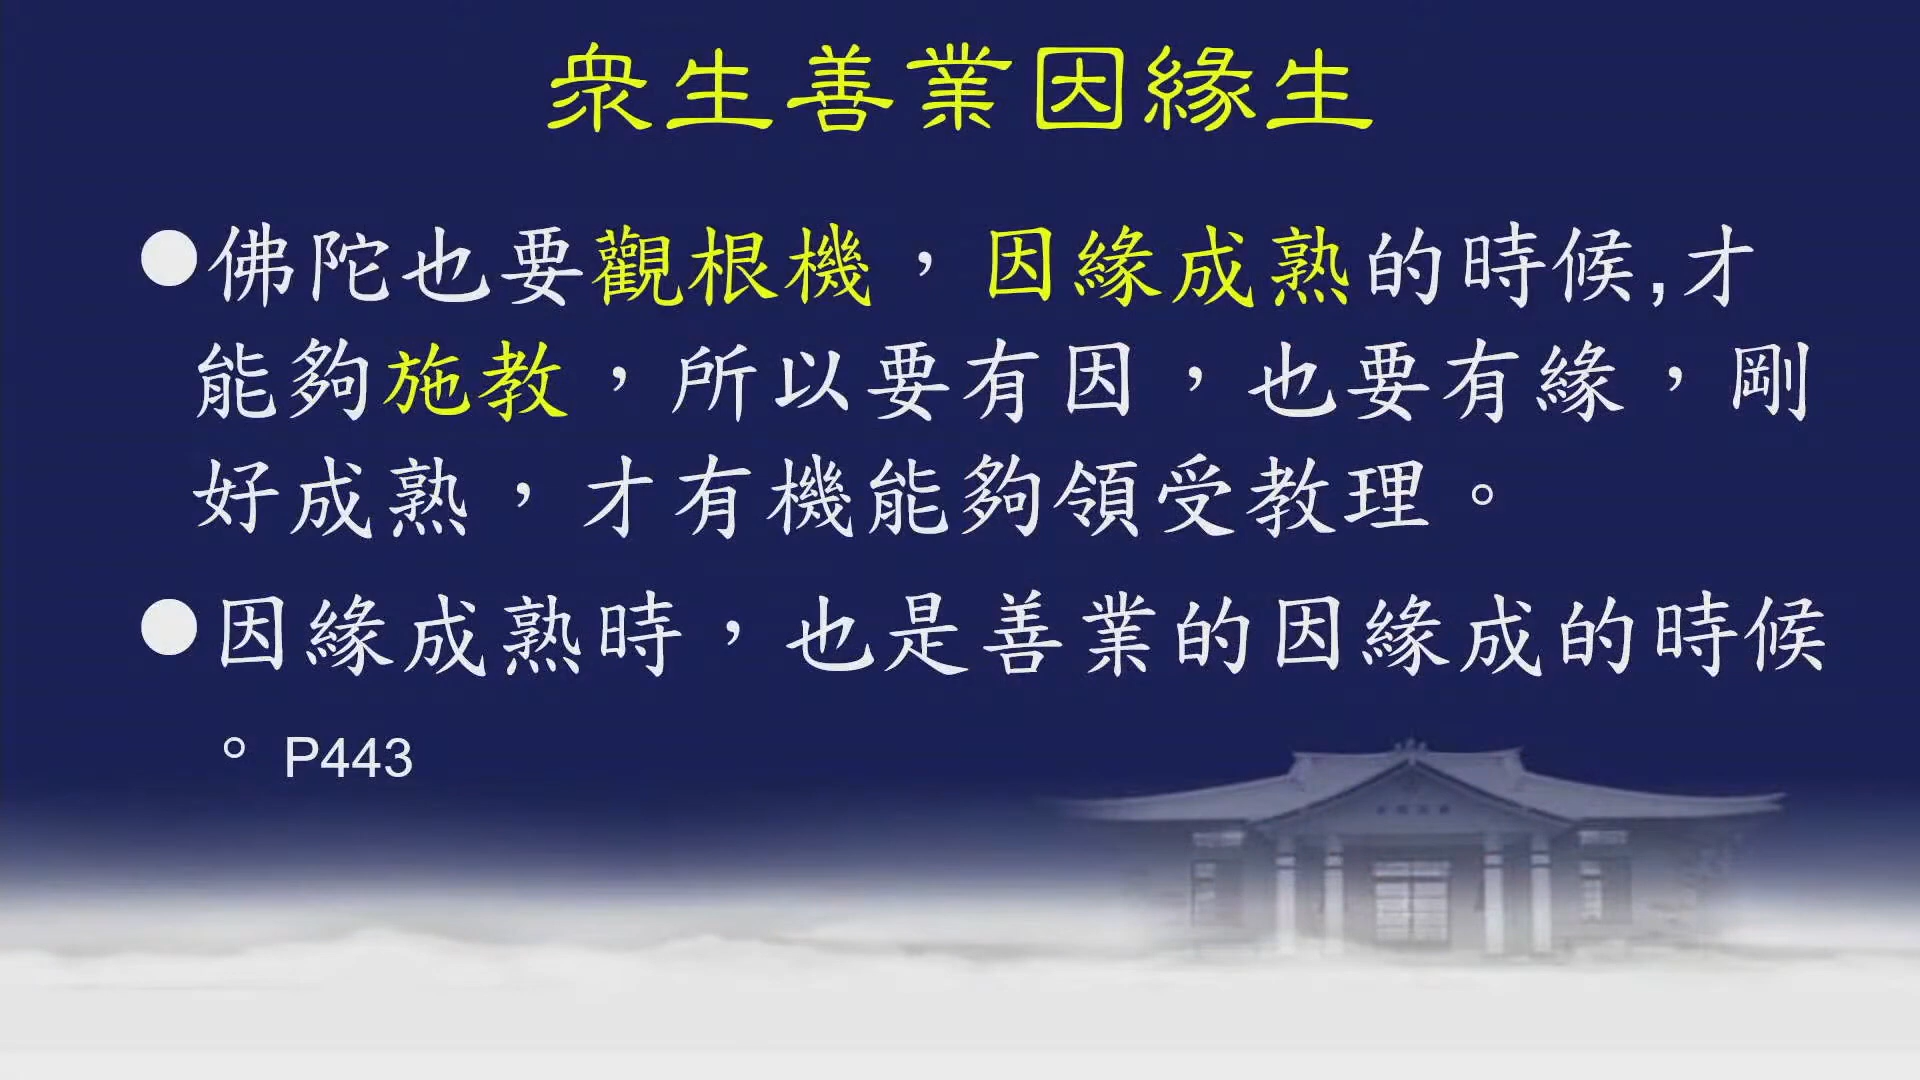 眾生善業因緣生
●佛陀也要觀根機，因緣成熟的時候,才
能夠施教，所以要有因，也要有緣，剛
好成熟，才有機能夠領受教理。
●因緣成熟時，也是善業的因緣成的時候
。P443